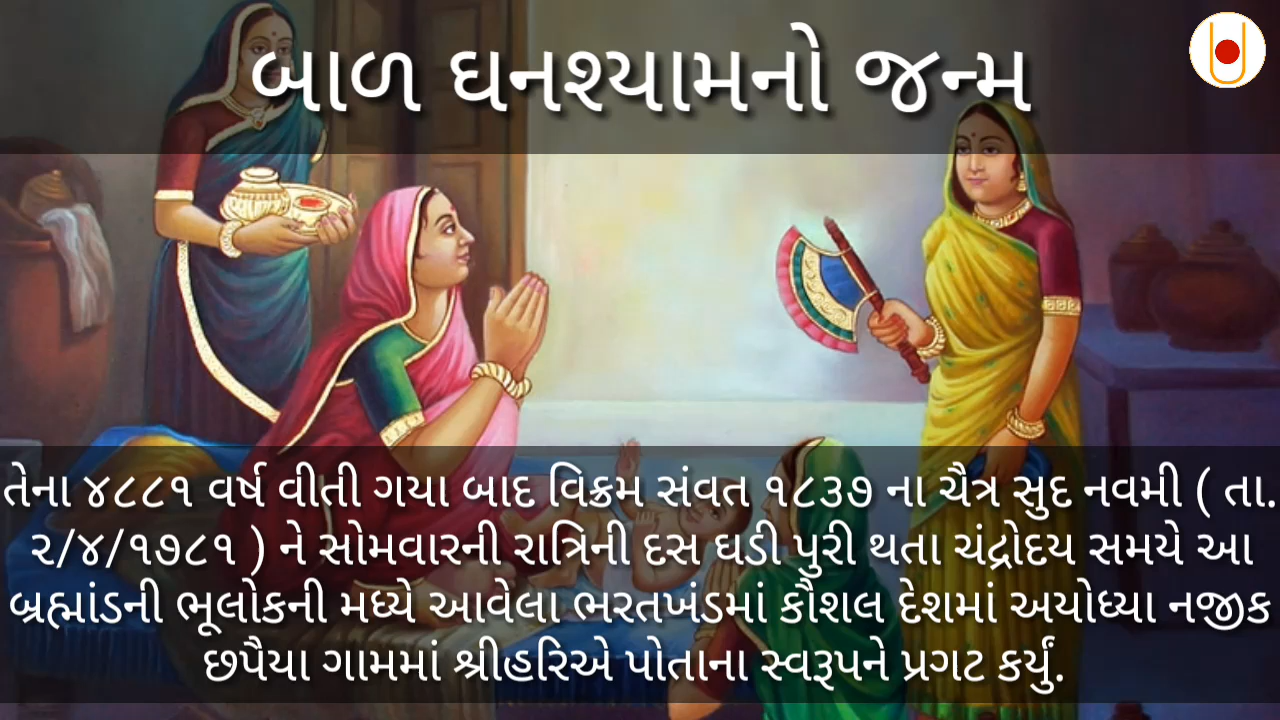 બાળ ઘનશ્યામનો જન્મ
તેના ૪૮૮૧ વર્ષ વીતી ગયા બાદ વિક્રમ સંવત ૧૮૩૭ ના ચૈત્ર સુદ નવમી ( તા.
૨/૪/૧૭૮૧ ) ને સોમવારની રાત્રિની દસ ઘડી પુરી થતા ચંદ્રોદય સમયે આ
બ્રહ્માંડની ભૂલોકની મધ્યે આવેલા ભરતખંડમાં કૌશલ દેશમાં અયોધ્યા નજીક
છપૈયા ગામમાં શ્રીહરિએ પોતાના સ્વરૂપને પ્રગટ કર્યું.